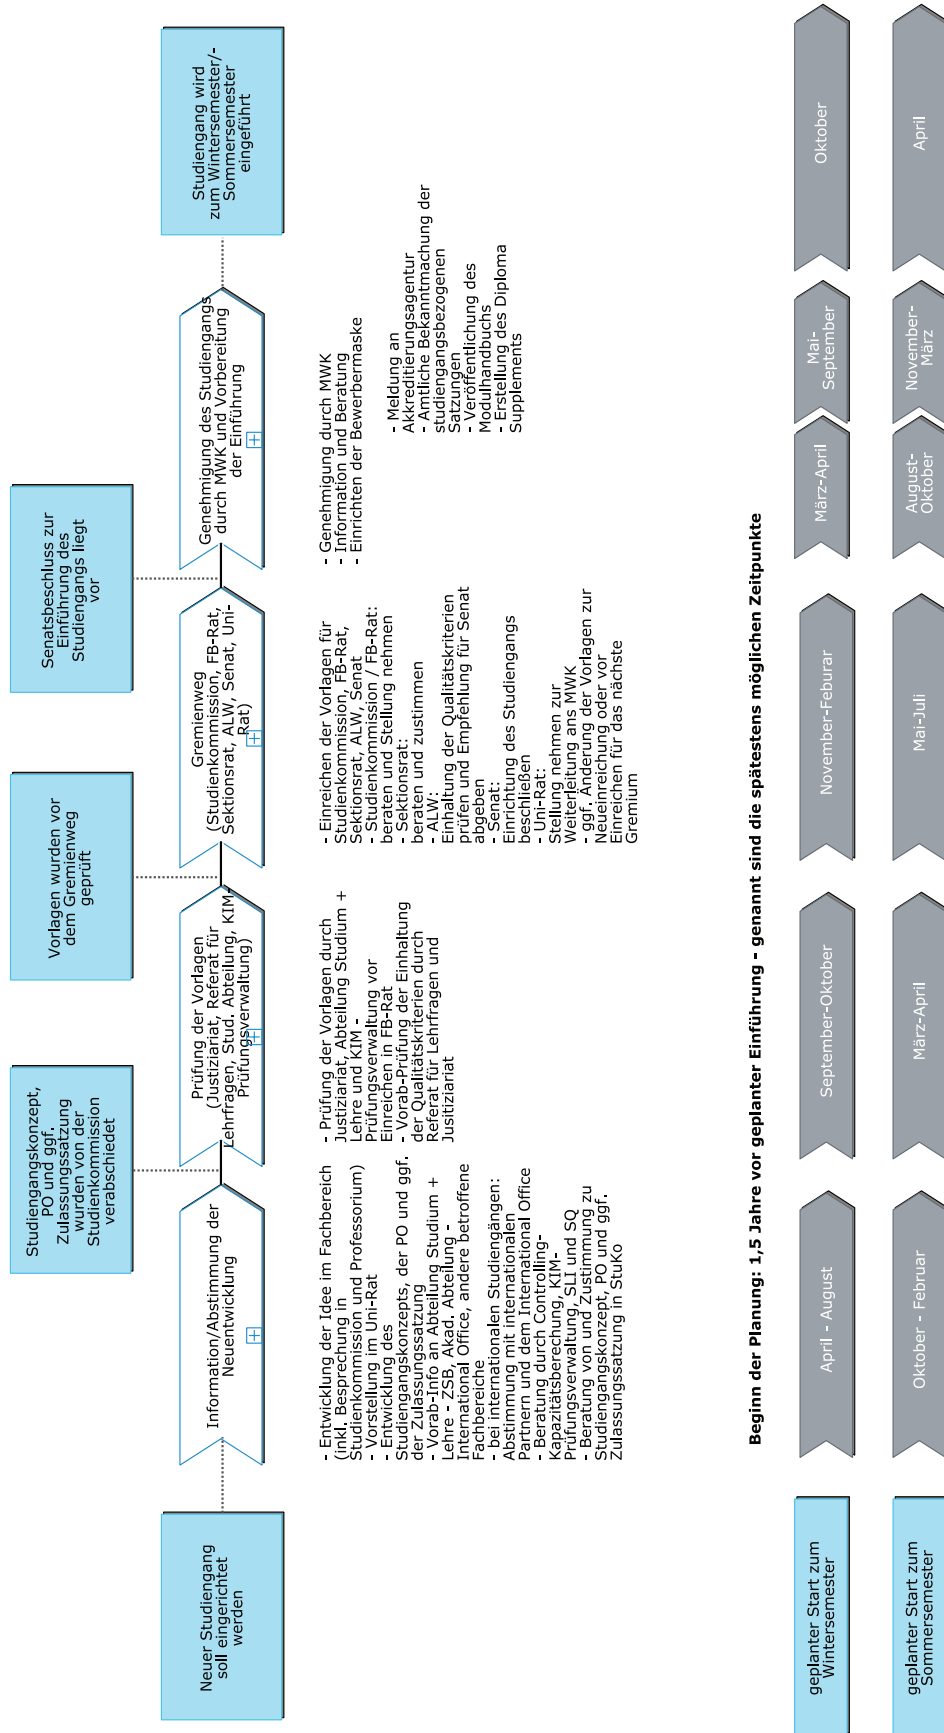 Neuer Studiengang
soll eingerichtet
werden
Studiengangskonzept,
PO und ggf.
Zulassungssatzung
wurden von der
Studienkommission
verabschiedet
Vorlagen wurden vor
dem Gremienweg
geprüft
Senatsbeschluss zur
Einführung des
Studiengangs liegt
vor
Information/Abstimmung der
Neuentwicklung
Prüfung der Vorlagen
(Justiziariat, Referat für
Lehrfragen, Stud. Abteilung, KIM-
Prüfungsverwaltung)
Gremienweg
(Studienkommission, FB-Rat,
Sektionsrat, ALW, Senat, Uni-
Rat)
Genehmigung des Studiengangs
durch MWK und Vorbereitung
der Einführung
Studiengang wird
zum Wintersemester/-
Sommersemester
eingeführt
- Entwicklung der Idee im Fachbereich
(inkl. Besprechung in
Studienkommission und Professorium)
- Vorstellung im Uni-Rat
- Entwicklung des
Studiengangskonzepts, der PO und ggf.
der Zulassungssatzung
- Vorab-Info an Abteilung Studium +
Lehre - ZSB, Akad. Abteilung -
International Office, andere betroffene
Fachbereiche
- bei internationalen Studiengängen:
Abstimmung mit internationalen
Partnern und dem International Office
- Beratung durch Controlling-
Kapazitätsberechung, KIM-
Prüfungsverwaltung, SLI und SQ
- Beratung von und Zustimmung zu
Studiengangskonzept, PO und ggf.
Zulassungssatzung in StuKo
- Prüfung der Vorlagen durch
Justiziariat, Abteilung Studium +
Lehre und KIM -
Prüfungsverwaltung vor
Einreichen in FB-Rat
- Vorab-Prüfung der Einhaltung
der Qualitätskriterien durch
Referat für Lehrfragen und
Jusitiziariat
- Einreichen der Vorlagen für
Studienkommission, FB-Rat,
Sektionsrat, ALW, Senat
- Studienkommission / FB-Rat:
beraten und Stellung nehmen
- Sektionsrat:
beraten und zustimmen
- ALW:
Einhaltung der Qualitätskriterien
prüfen und Empfehlung für Senat
abgeben
- Senat:
Einrichtung des Studiengangs
beschließen
- Uni-Rat:
Stellung nehmen zur
Weiterleitung ans MWK
- ggf. Änderung der Vorlagen zur
Neueinreichung oder vor
Einreichen für das nächste
Gremium
- Genehmigung durch MWK
- Information und Beratung
- Einrichten der Bewerbermaske
- Meldung an
Akkreditierungsagentur
- Amtliche Bekanntmachung der
studiengangsbezogenen
Satzungen
- Veröffentlichung des
Modulhandbuchs
- Erstellung des Diploma
Supplements
Beginn der Planung: 1,5 Jahre vor geplanter Einführung - genannt sind die spätestens möglichen Zeitpunkte
geplanter Start zum
Wintersemester
April - August
September-Oktober
November-Feburar
März-April
Mai-
September
Oktober
geplanter Start zum
Sommersemester
Oktober - Februar
März-April
Mai-Juli
August-
Oktober
November-
März
April